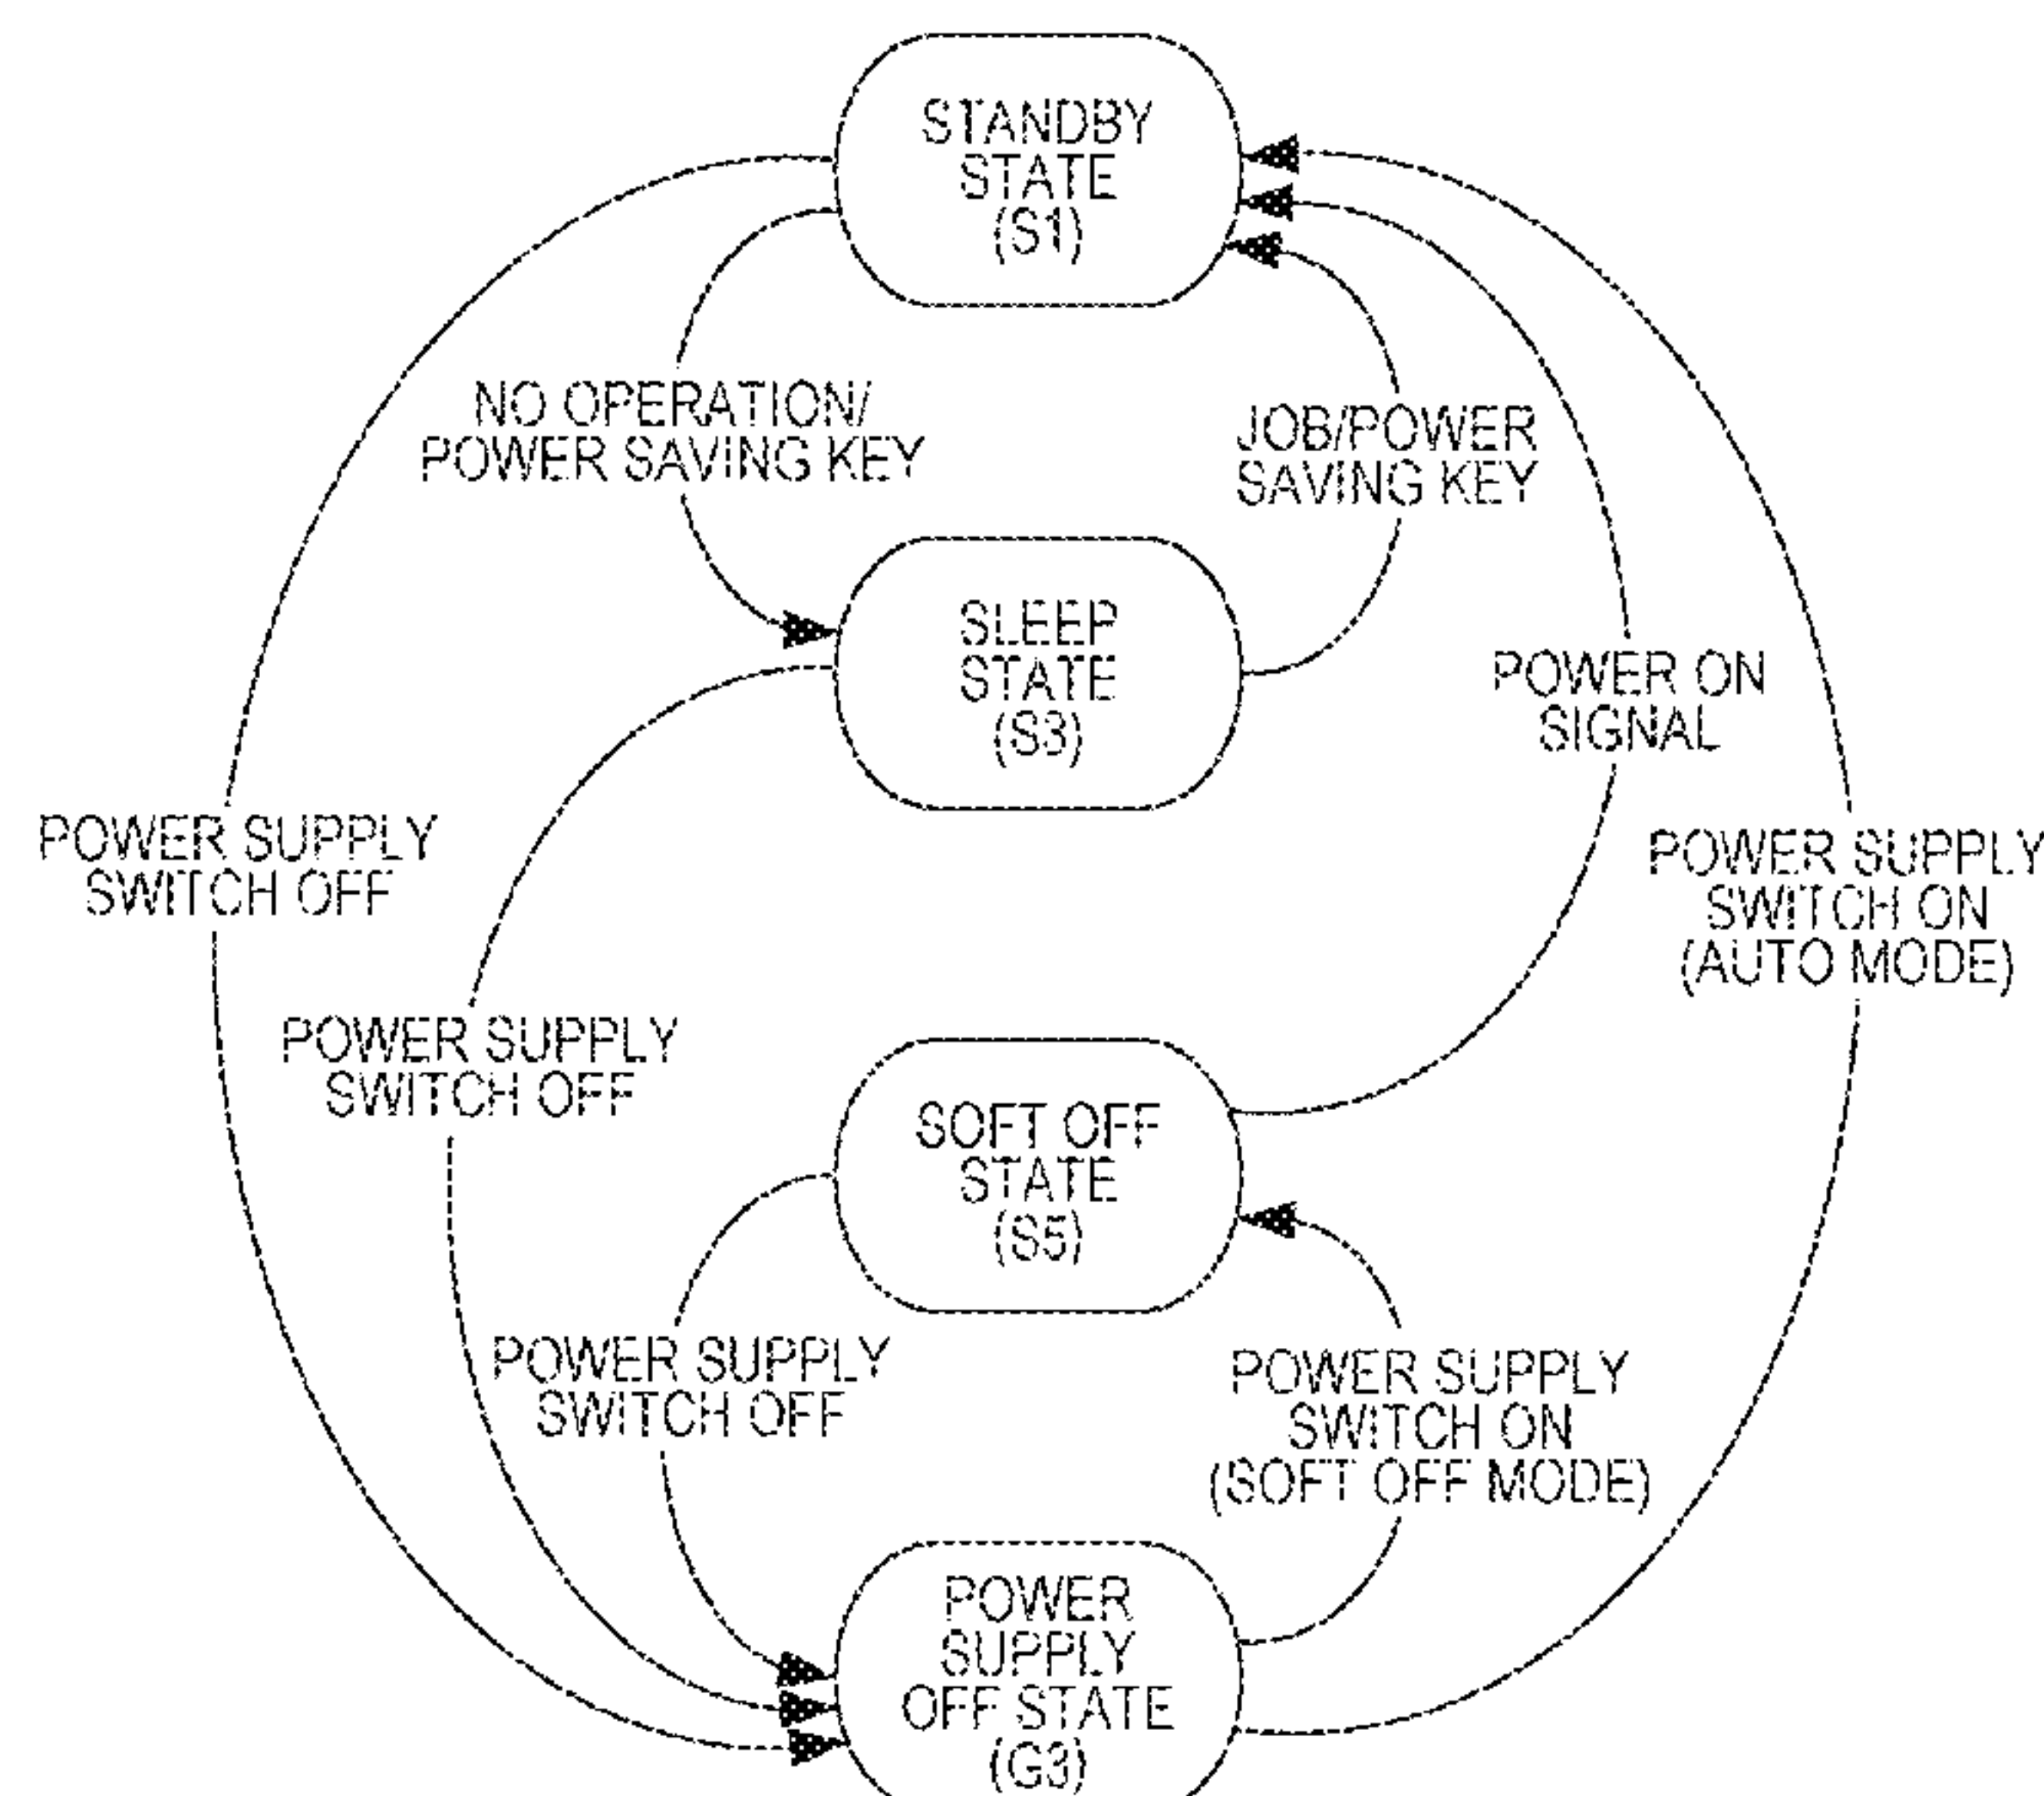 STANDBY
STATE
(S1)
NO OPERATION/
POWER SAVING KEY
JOB/POWER
SAVING KEY
SLEEP
STATE
(S3)
POWER ON
SIGNAL
POWER SUPPLY
SWITCH OFF
POWER SUPPLY
SWITCH ON
(AUTO MODE)
POWER SUPPLY
SWITCH OFF
SOFT OFF
STATE
(S5)
POWER SUPPLY
SWITCH OFF
POWER SUPPLY
SWITCH ON
(SOFT OFF MODE)
POWER
SUPPLY
OFF STATE
(G3)